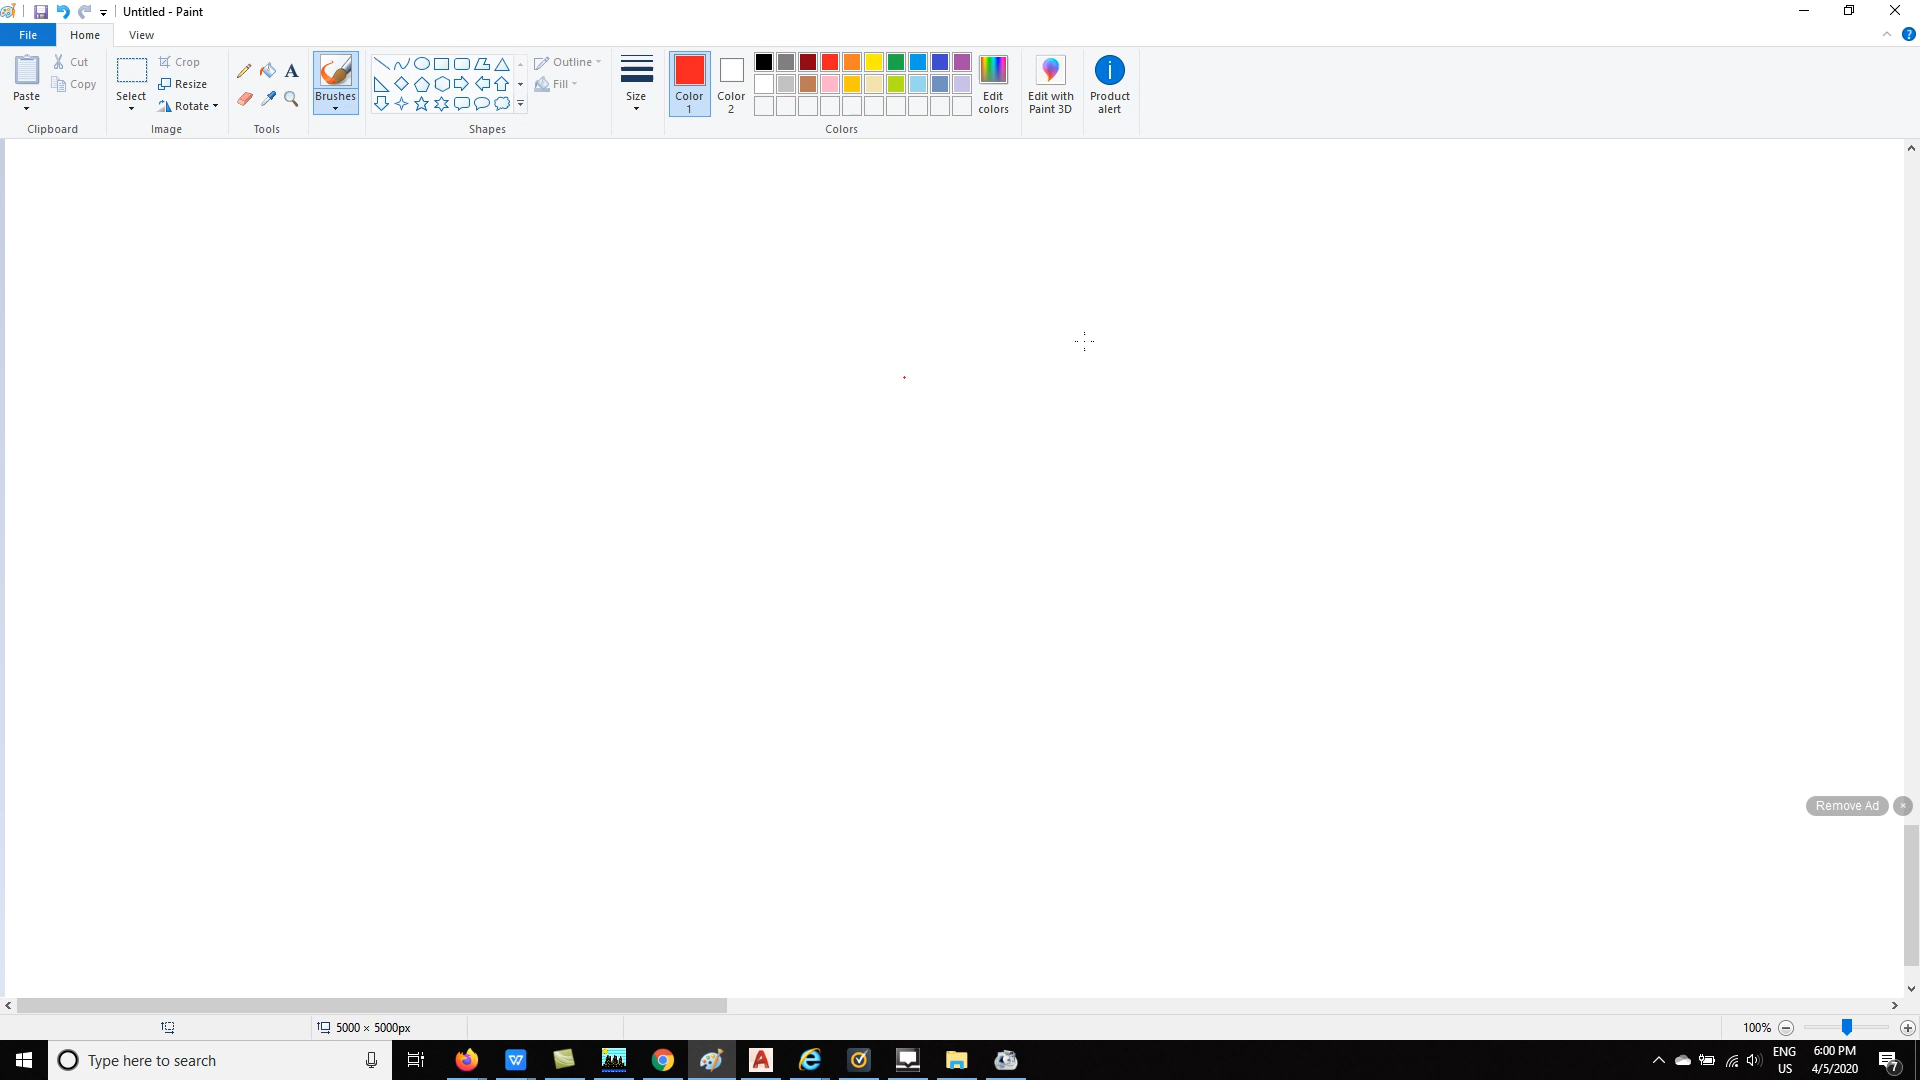 Untitled - Paint
File Home View
Paste
Cut
Copy
Clipboard
Select
Crop
Resize
Rotate
Image
A
Tools
Brushes
Shapes
Outline
Fill
Size
Color 1
Color 2
Colors
Edit colors
Edit with Paint 3D
Product alert
Remove Ad ×
5000 × 5000px
100%
Type here to search
ENG
US
6:00 PM
4/5/2020
7